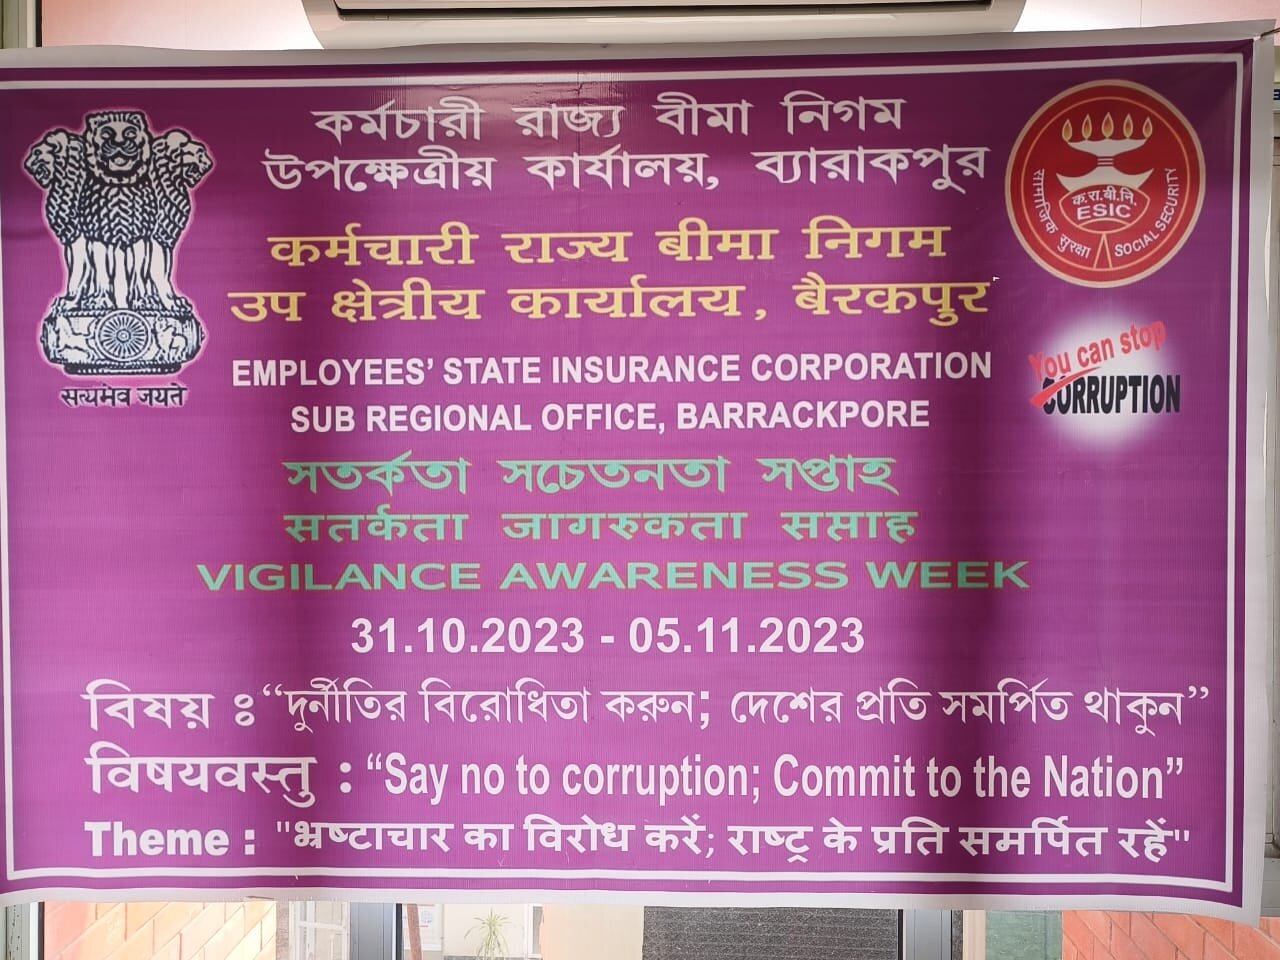 কর্মচারী রাজ্য বীমা নিগম
উপক্ষেত্রীয় কার্যালয়, ব্যারাকপুর
कर्मचारी राज्य बीमा निगम
उप क्षेत्रीय कार्यालय, बैरकपुर
EMPLOYEES' STATE INSURANCE CORPORATION
SUB REGIONAL OFFICE, BARRACKPORE
सत्यमेव जयते
क.रा.बी.नि.
ESIC
सामाजिक सुरक्षा
SOCIAL SECURITY
You can stop
CORRUPTION
সতর্কতা সচেতনতা সপ্তাহ
सतर्कता जागरुकता सप्ताह
VIGILANCE AWARENESS WEEK
31.10.2023 - 05.11.2023
বিষয় ঃ “দুর্নীতির বিরোধিতা করুন; দেশের প্রতি সমর্পিত থাকুন”
विषयवस्तु : “Say no to corruption; Commit to the Nation”
Theme : "भ्रष्टाचार का विरोध करें; राष्ट्र के प्रति समर्पित रहें"